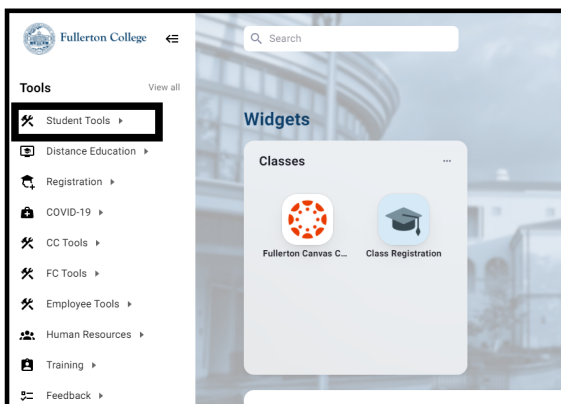 Fullerton College
Search
Tools
View all
Student Tools
Distance Education
Registration
COVID-19
CC Tools
FC Tools
Employee Tools
Human Resources
Training
Feedback
Widgets
Classes
Fullerton Canvas C...
Class Registration